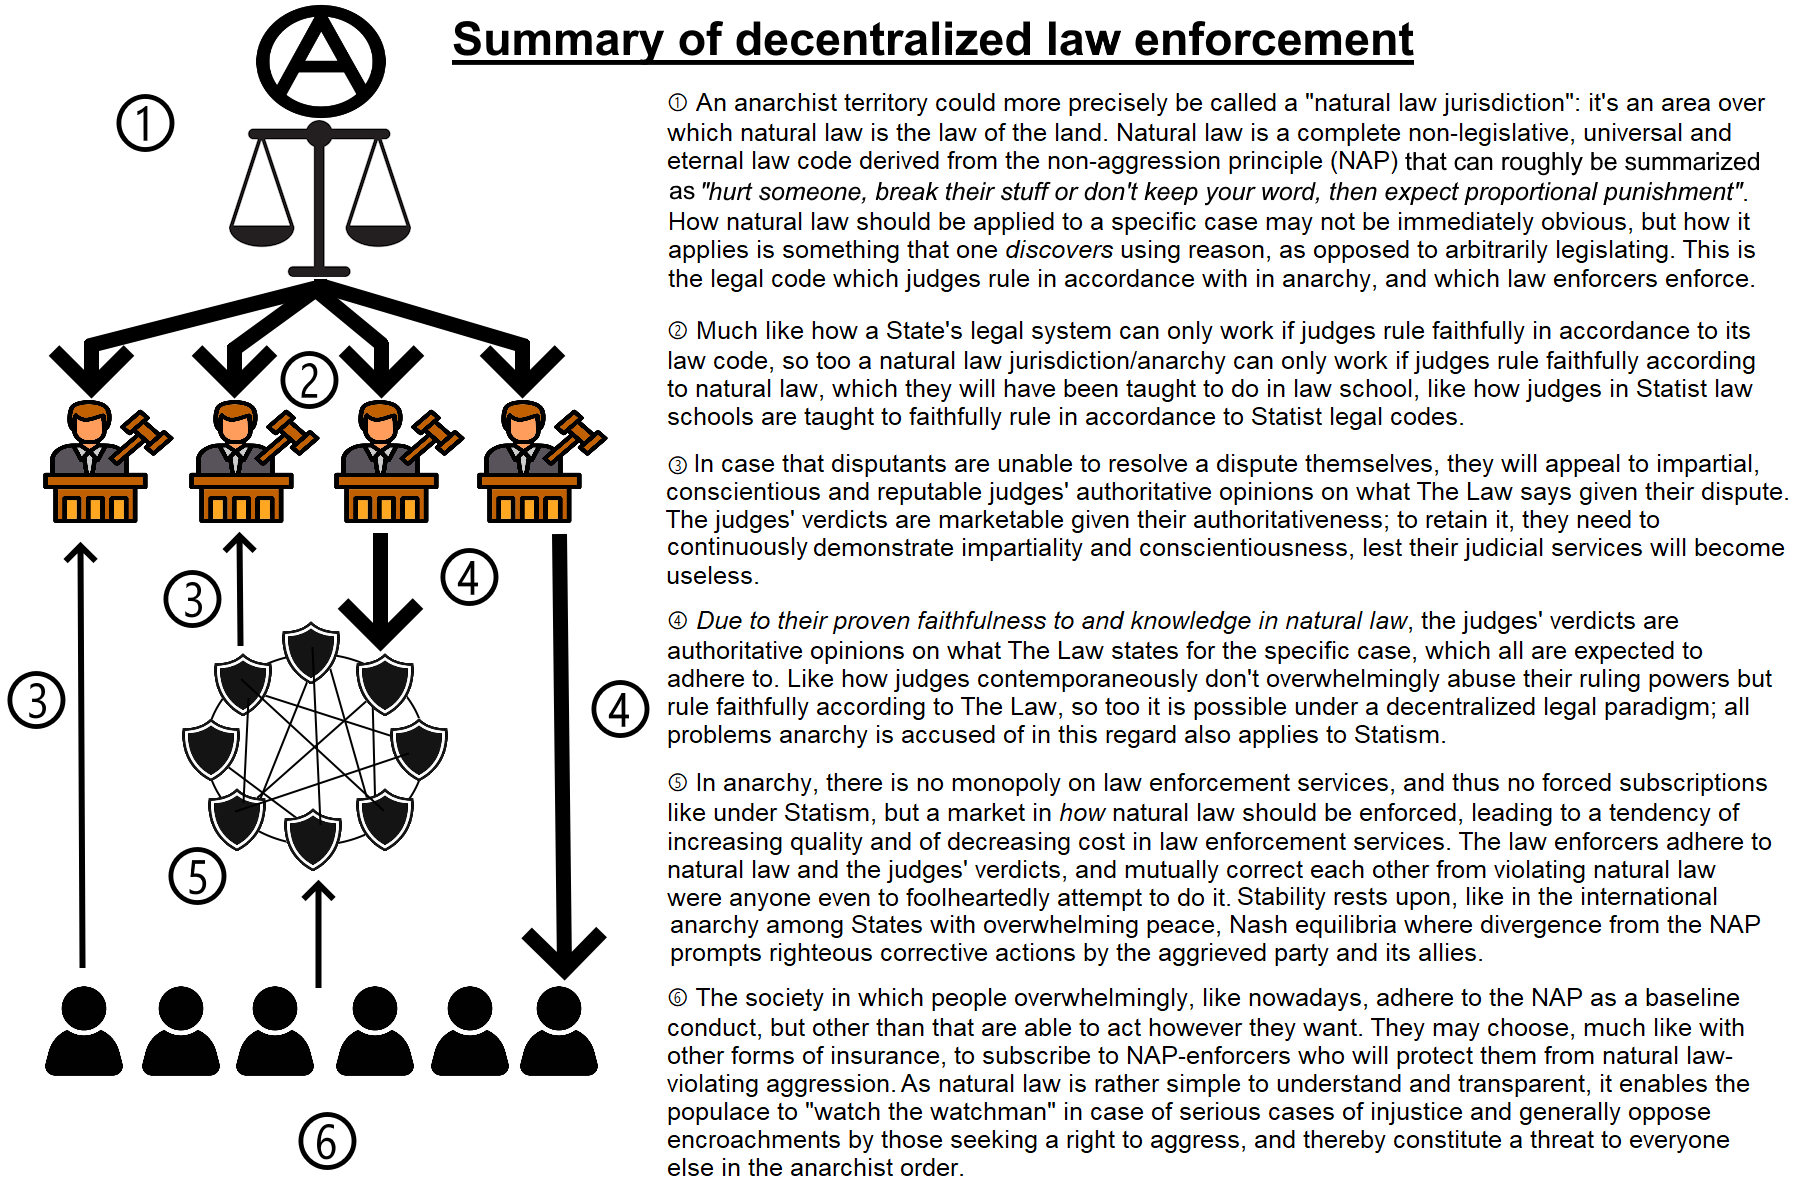 Summary of decentralized law enforcement
① An anarchist territory could more precisely be called a "natural law jurisdiction": it's an area over
which natural law is the law of the land. Natural law is a complete non-legislative, universal and
eternal law code derived from the non-aggression principle (NAP) that can roughly be summarized
as "hurt someone, break their stuff or don't keep your word, then expect proportional punishment".
How natural law should be applied to a specific case may not be immediately obvious, but how it
applies is something that one discovers using reason, as opposed to arbitrarily legislating. This is
the legal code which judges rule in accordance with in anarchy, and which law enforcers enforce.
② Much like how a State's legal system can only work if judges rule faithfully in accordance to its
law code, so too a natural law jurisdiction/anarchy can only work if judges rule faithfully according
to natural law, which they will have been taught to do in law school, like how judges in Statist law
schools are taught to faithfully rule in accordance to Statist legal codes.
③ In case that disputants are unable to resolve a dispute themselves, they will appeal to impartial,
conscientious and reputable judges' authoritative opinions on what The Law says given their dispute.
The judges' verdicts are marketable given their authoritativeness; to retain it, they need to
continuously demonstrate impartiality and conscientiousness, lest their judicial services will become
useless.
④ Due to their proven faithfulness to and knowledge in natural law, the judges' verdicts are
authoritative opinions on what The Law states for the specific case, which all are expected to
adhere to. Like how judges contemporaneously don't overwhelmingly abuse their ruling powers but
rule faithfully according to The Law, so too it is possible under a decentralized legal paradigm; all
problems anarchy is accused of in this regard also applies to Statism.
⑤ In anarchy, there is no monopoly on law enforcement services, and thus no forced subscriptions
like under Statism, but a market in how natural law should be enforced, leading to a tendency of
increasing quality and of decreasing cost in law enforcement services. The law enforcers adhere to
natural law and the judges' verdicts, and mutually correct each other from violating natural law
were anyone even to foolheartedly attempt to do it. Stability rests upon, like in the international
anarchy among States with overwhelming peace, Nash equilibria where divergence from the NAP
prompts righteous corrective actions by the aggrieved party and its allies.
⑥ The society in which people overwhelmingly, like nowadays, adhere to the NAP as a baseline
conduct, but other than that are able to act however they want. They may choose, much like with
other forms of insurance, to subscribe to NAP-enforcers who will protect them from natural law-
violating aggression. As natural law is rather simple to understand and transparent, it enables the
populace to "watch the watchman" in case of serious cases of injustice and generally oppose
encroachments by those seeking a right to aggress, and thereby constitute a threat to everyone
else in the anarchist order.
A
①
②
③
④
③
④
⑤
⑥